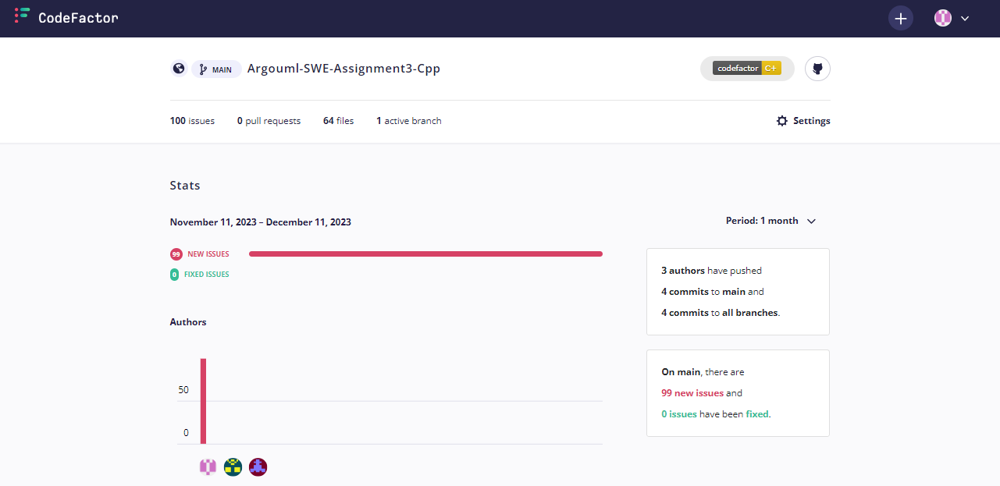 CodeFactor
MAIN Argouml-SWE-Assignment3-Cpp codefactor C+
100 issues 0 pull requests 64 files 1 active branch Settings
Stats
November 11, 2023 – December 11, 2023 Period: 1 month
99 NEW ISSUES
0 FIXED ISSUES
3 authors have pushed
4 commits to main and
4 commits to all branches.
Authors
50
0
On main, there are
99 new issues and
0 issues have been fixed.